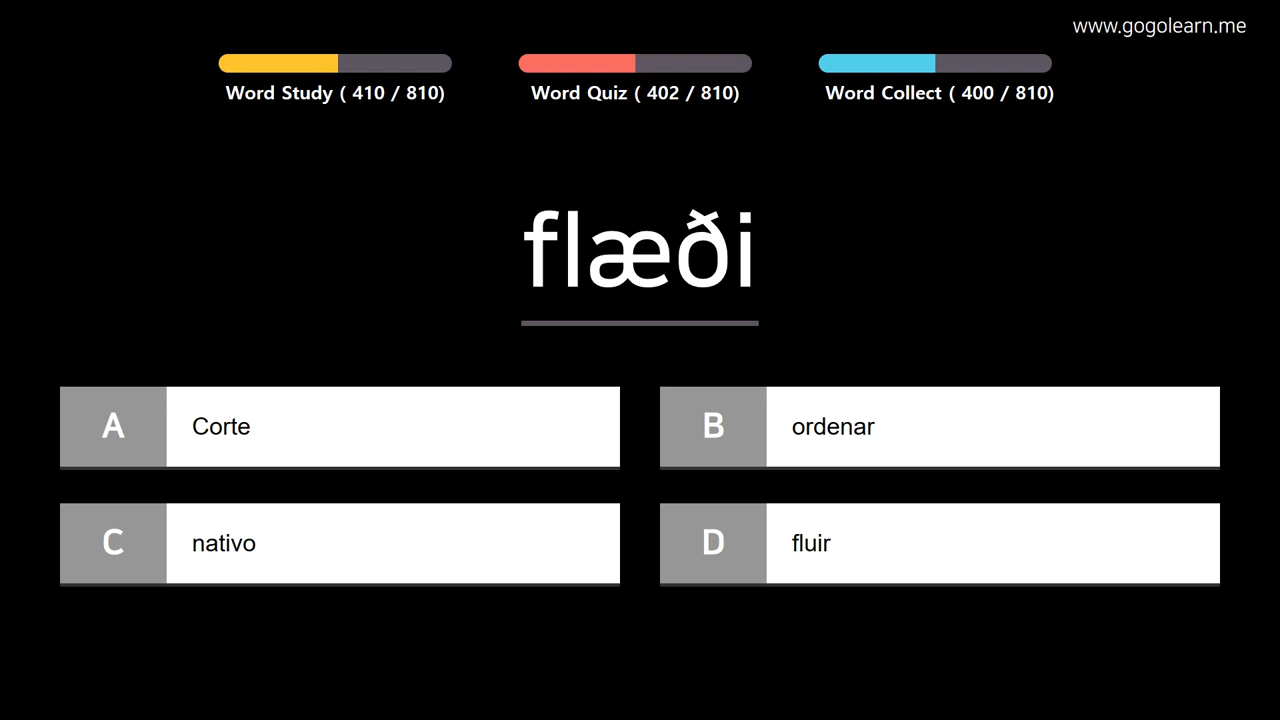 www.gogolearn.me
Word Study ( 410 / 810)
Word Quiz ( 402 / 810)
Word Collect ( 400 / 810)
flæði
A Corte
B ordenar
C nativo
D fluir